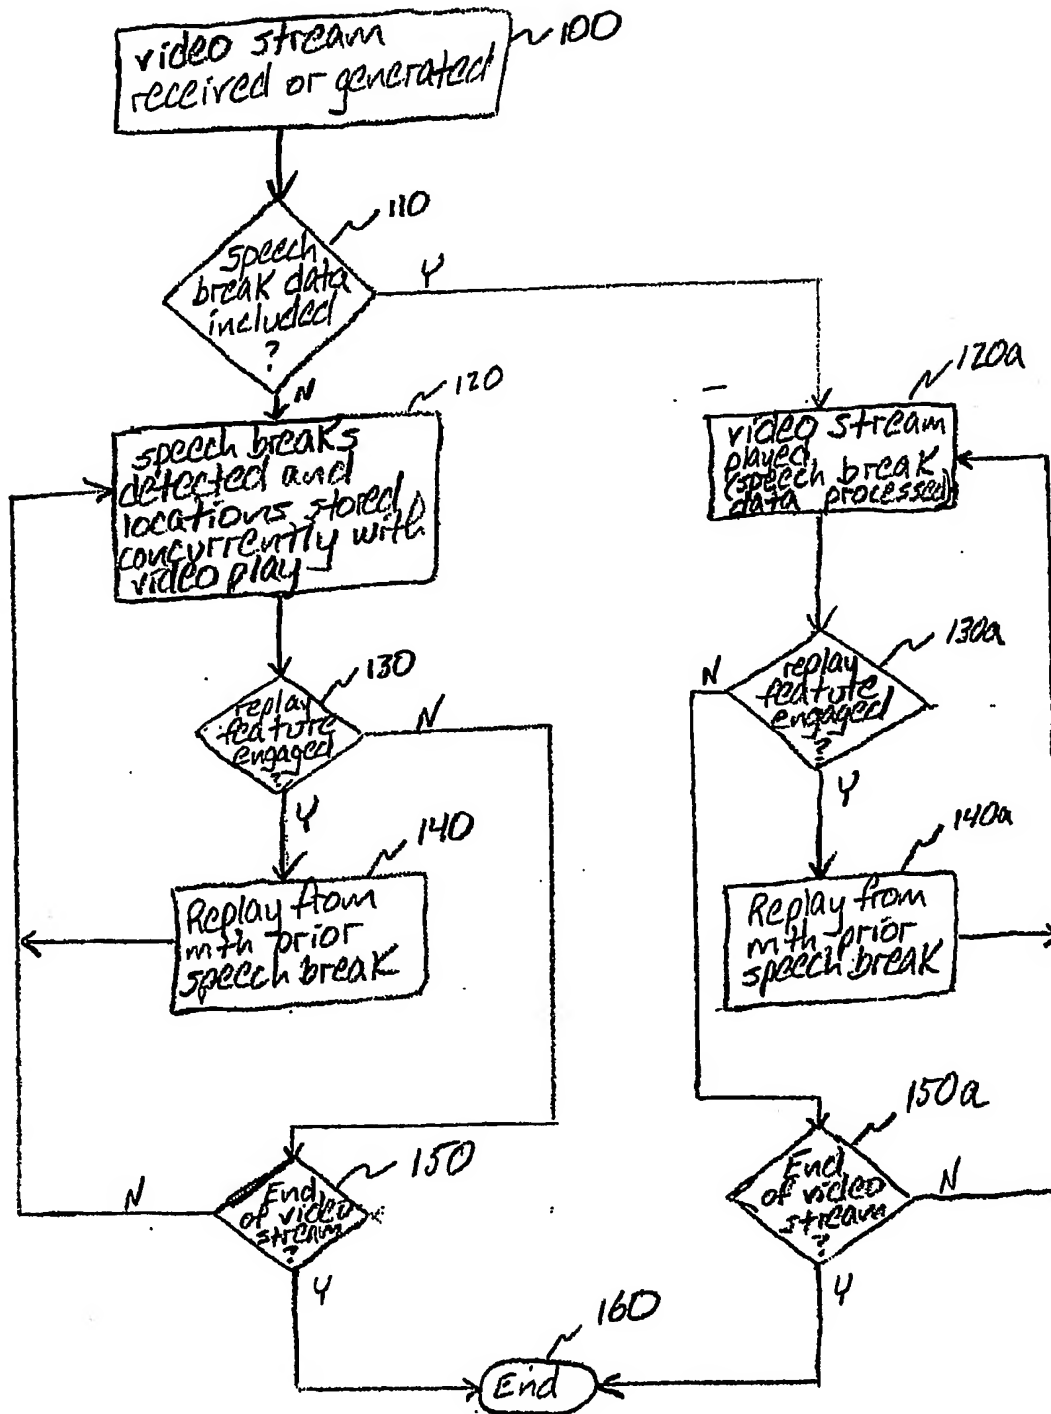 video stream
received or generated
100
110
speech
break data
included
?
Y
N
120
speech breaks
detected and
locations stored,
concurrently with
video play
120a
video stream
played
(speech break
data processed)
130
replay
feature
engaged
?
N
Y
130a
replay
feature
engaged
?
N
Y
140
Replay from
mth prior
speech break
140a
Replay from
mth prior
speech break
150
End
of video
stream
?
N
Y
150a
End
of video
stream
?
N
Y
160
End